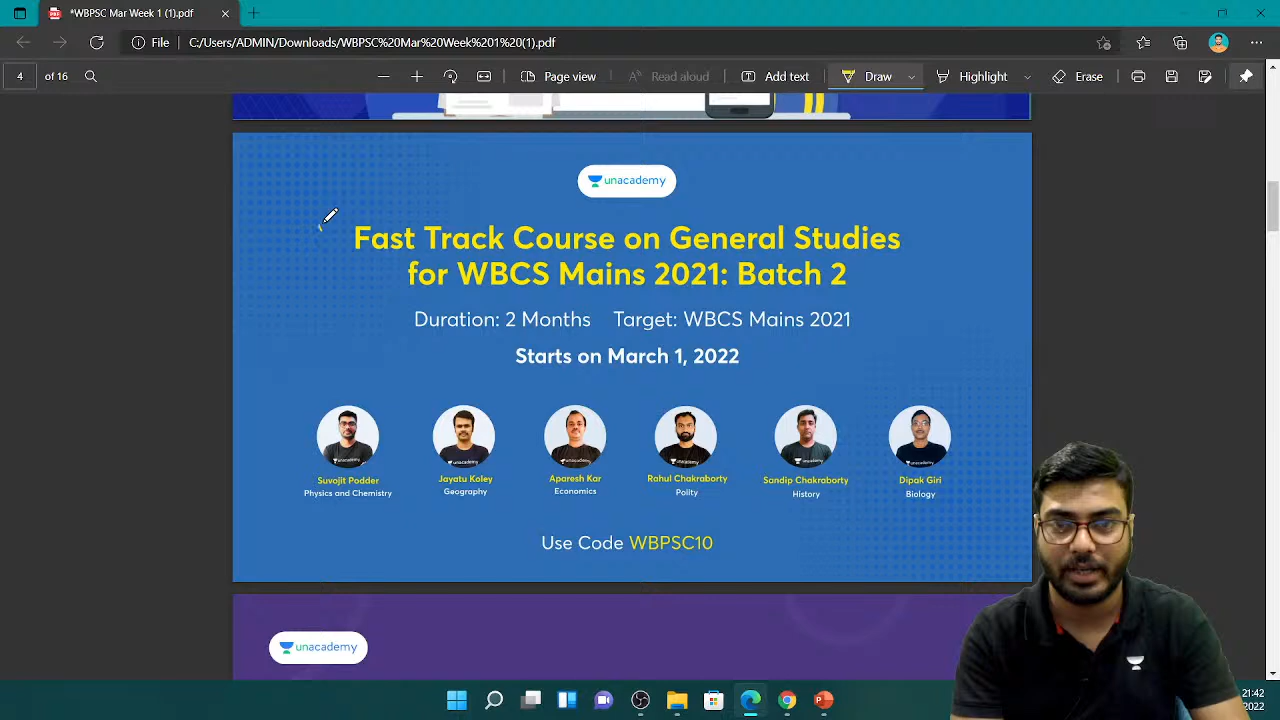 *WBPSC Mar Week 1 (1).pdf
File
C:/Users/ADMIN/Downloads/WBPSC%20Mar%20Week%201%20(1).pdf
4 of 16
Page view
Read aloud
Add text
Draw
Highlight
Erase
unacademy
Fast Track Course on General Studies
for WBCS Mains 2021: Batch 2
Duration: 2 Months Target: WBCS Mains 2021
Starts on March 1, 2022
Suvojit Podder
Physics and Chemistry
Jayatu Koley
Geography
Aparesh Kar
Economics
Rahul Chakraborty
Polity
Sandip Chakraborty
History
Dipak Giri
Biology
Use Code WBPSC10
unacademy
21:42